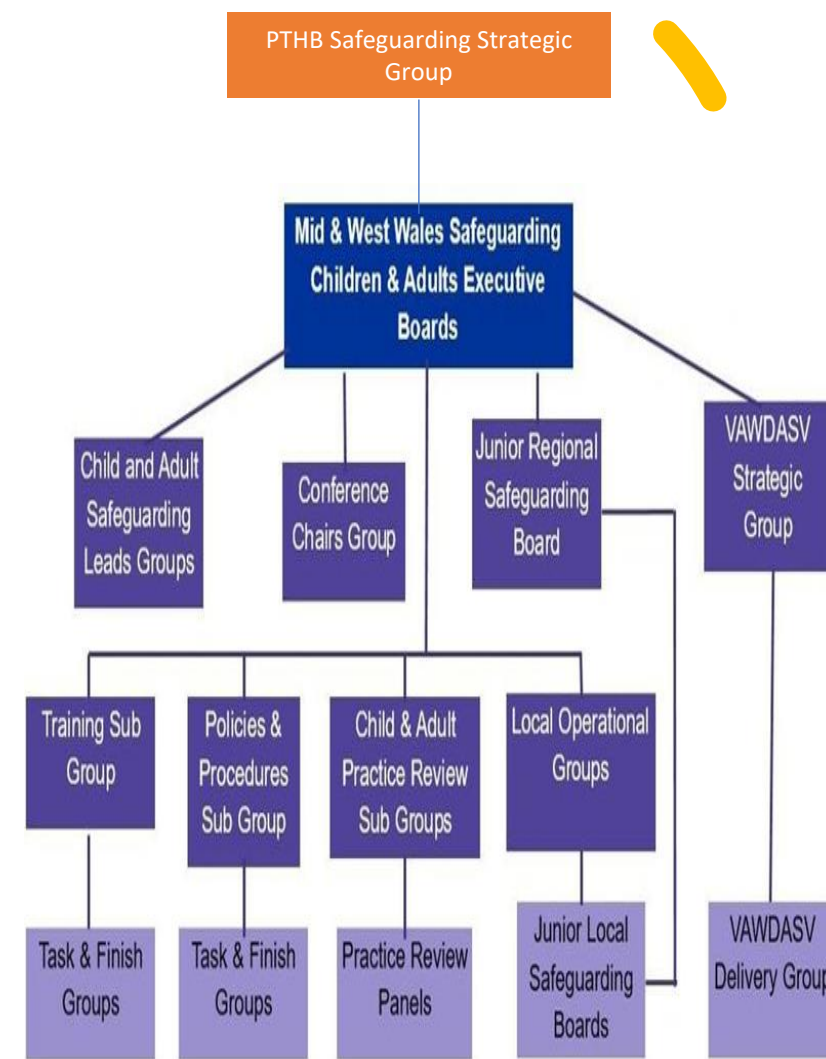 PTHB Safeguarding Strategic
Group
Mid & West Wales Safeguarding
Children & Adults Executive
Boards
Child and Adult
Safeguarding
Leads Groups
Conference
Chairs Group
Junior Regional
Safeguarding
Board
VAWDASV
Strategic
Group
Training Sub
Group
Policies &
Procedures
Sub Group
Child & Adult
Practice Review
Sub Groups
Local Operational
Groups
Task & Finish
Groups
Task & Finish
Groups
Practice Review
Panels
Junior Local
Safeguarding
Boards
VAWDASV
Delivery Group